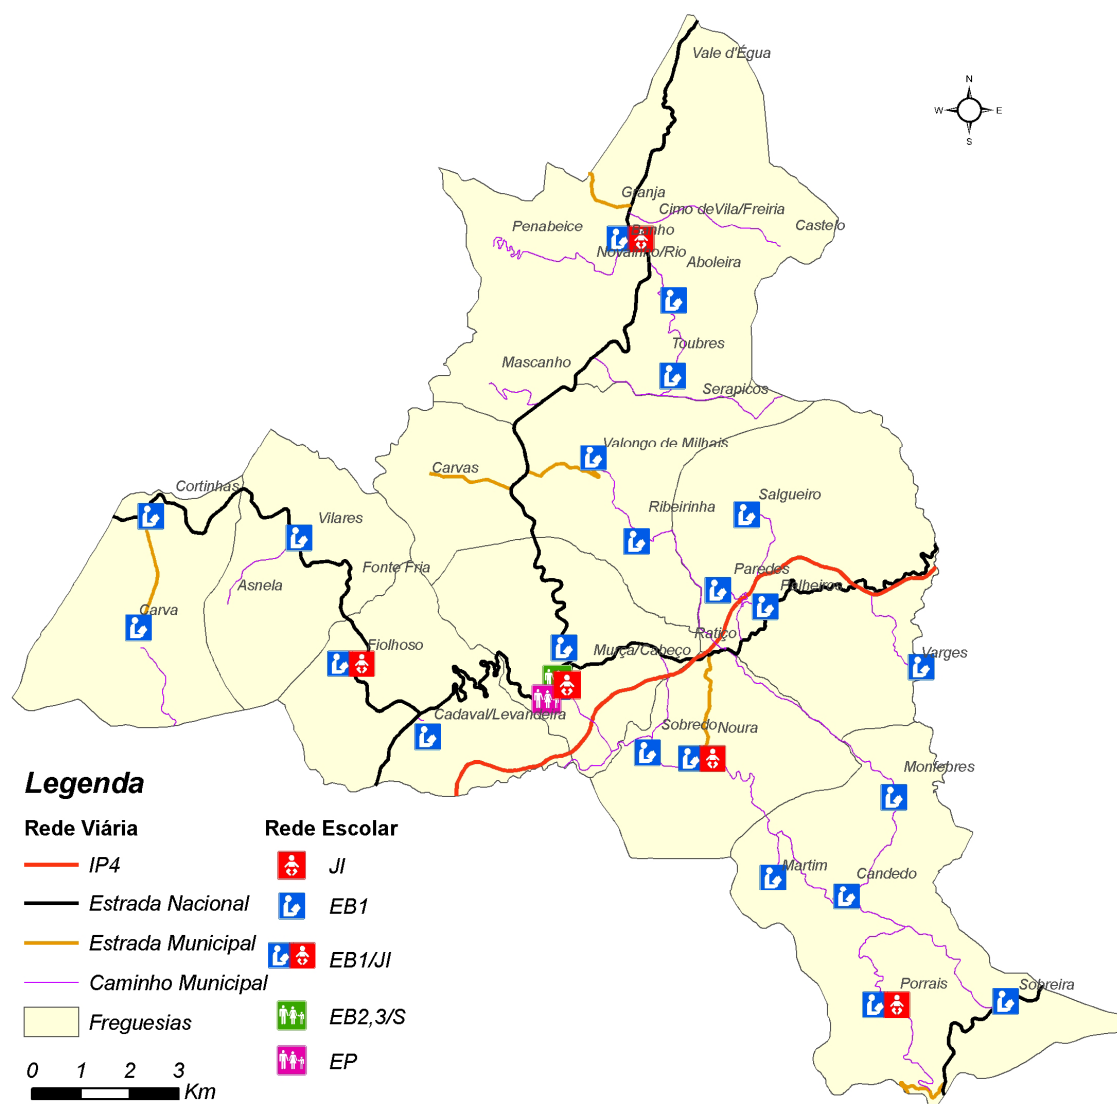 Vale d'Égua
N
W
E
S
Granja
Cimo deVila/Freiria
Penabeice
Castelo
Novainho/Rio
Aboleira
Toubres
Mascanho
Serapicos
Valongo de Milhais
Carvas
Cortinhas
Salgueiro
Ribeirinha
Vilares
Fonte Fria
Paredes
Asnela
Carva
Ratiço
Fiolhoso
Murça/Cabeço
Varges
Cadaval/Levandeira
Sobredo
Noura
Monfebres
Martim
Candedo
Porrais
Sobreira
Legenda
Rede Viária
IP4
Estrada Nacional
Estrada Municipal
Caminho Municipal
Freguesias
0 1 2 3
Km
Rede Escolar
JI
EB1
EB1/JI
EB2,3/S
EP